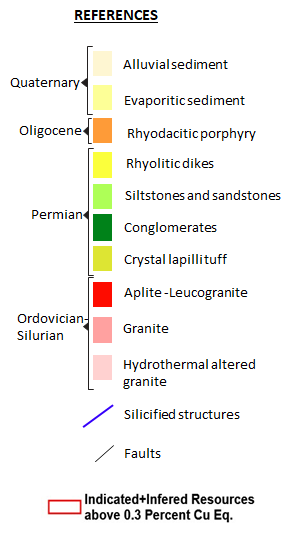 REFERENCES
Quaternary
Alluvial sediment
Evaporitic sediment
Oligocene
Rhyodacitic porphyry
Permian
Rhyolitic dikes
Siltstones and sandstones
Conglomerates
Crystal lapilli tuff
Ordovician-
Silurian
Aplite -Leucogranite
Granite
Hydrothermal altered
granite
Silicified structures
Faults
Indicated+Infered Resources
above 0.3 Percent Cu Eq.